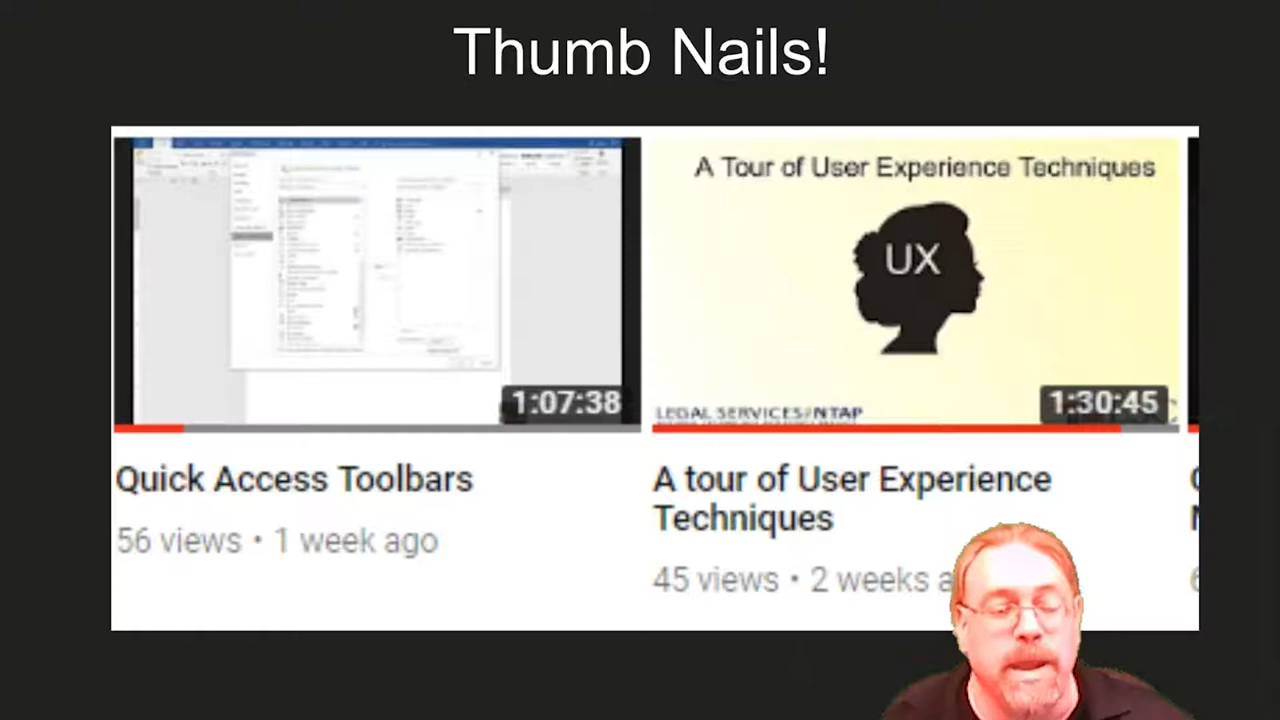 Thumb Nails!
A Tour of User Experience Techniques
UX
1:07:38
LEGAL SERVICES NTAP
1:30:45
Quick Access Toolbars
A tour of User Experience
Techniques
56 views • 1 week ago
45 views • 2 weeks a